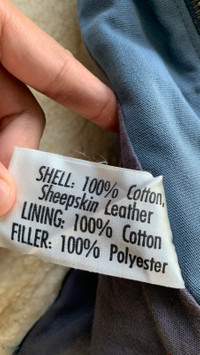 SHELL: 100% Cotton,
Sheepskin Leather
LINING: 100% Cotton
FILLER: 100% Polyester